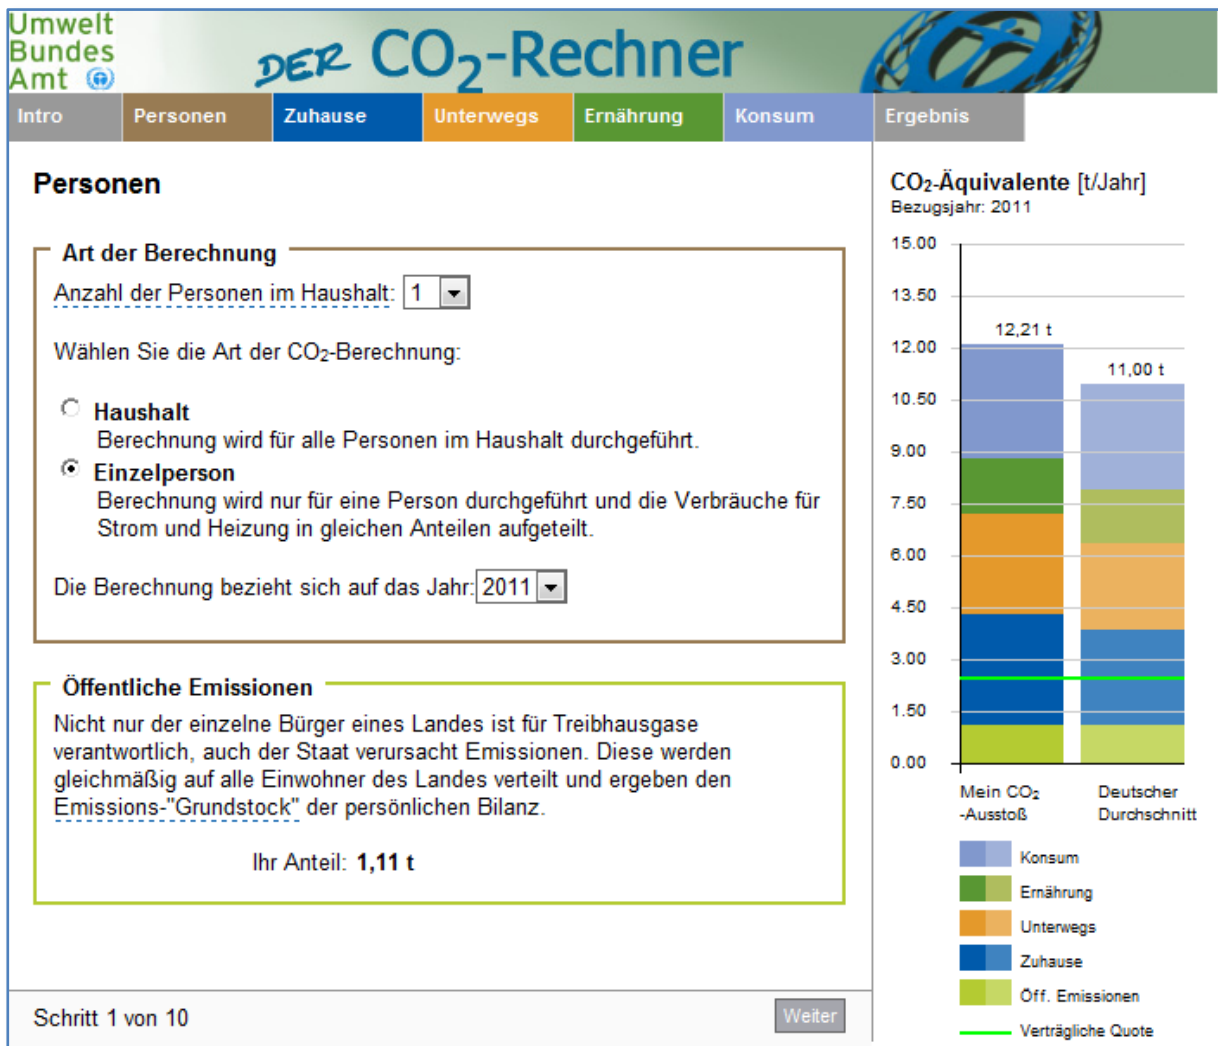 Umwelt
Bundes
Amt
DER CO₂-Rechner
Intro
Personen
Zuhause
Unterwegs
Ernährung
Konsum
Ergebnis
Personen
Art der Berechnung
Anzahl der Personen im Haushalt: 1
Wählen Sie die Art der CO₂-Berechnung:
Haushalt
Berechnung wird für alle Personen im Haushalt durchgeführt.
Einzelperson
Berechnung wird nur für eine Person durchgeführt und die Verbräuche für
Strom und Heizung in gleichen Anteilen aufgeteilt.
Die Berechnung bezieht sich auf das Jahr: 2011
Öffentliche Emissionen
Nicht nur der einzelne Bürger eines Landes ist für Treibhausgase
verantwortlich, auch der Staat verursacht Emissionen. Diese werden
gleichmäßig auf alle Einwohner des Landes verteilt und ergeben den
Emissions-"Grundstock" der persönlichen Bilanz.
Ihr Anteil: 1,11 t
Schritt 1 von 10
Weiter
CO₂-Äquivalente [t/Jahr]
Bezugsjahr: 2011
15.00
13.50
12.00
10.50
9.00
7.50
6.00
4.50
3.00
1.50
0.00
12,21 t
11,00 t
Mein CO₂
-Ausstoß
Deutscher
Durchschnitt
Konsum
Ernährung
Unterwegs
Zuhause
Öff. Emissionen
Verträgliche Quote